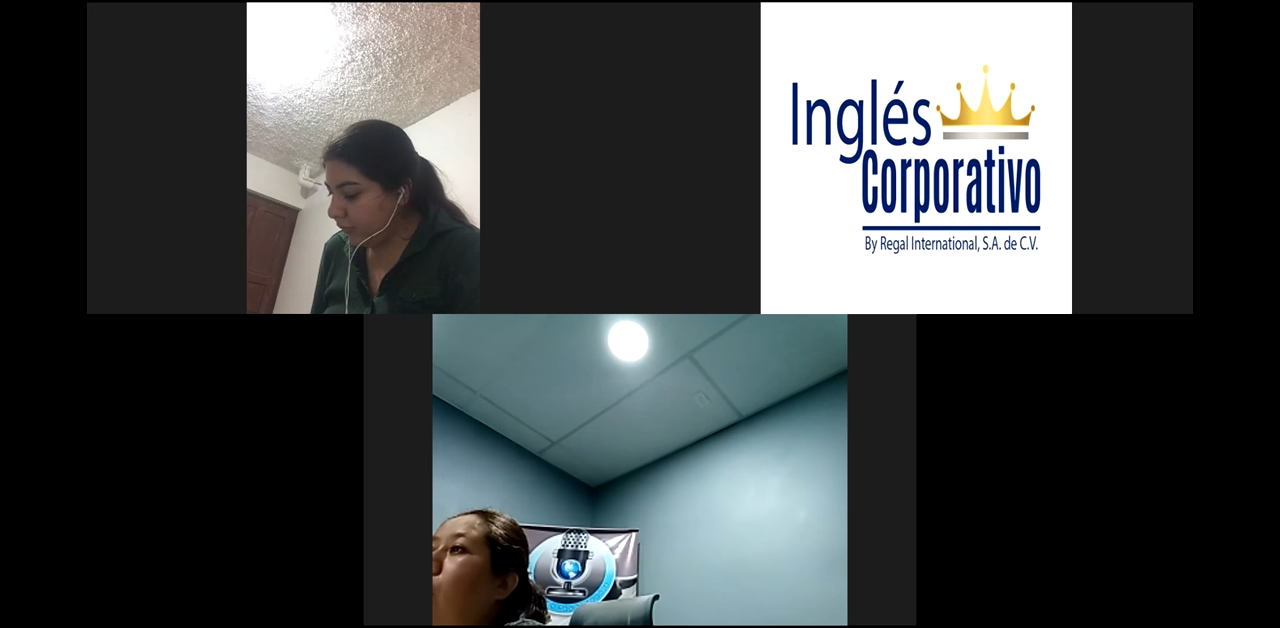 Inglés
Corporativo
By Regal International, S.A. de C.V.